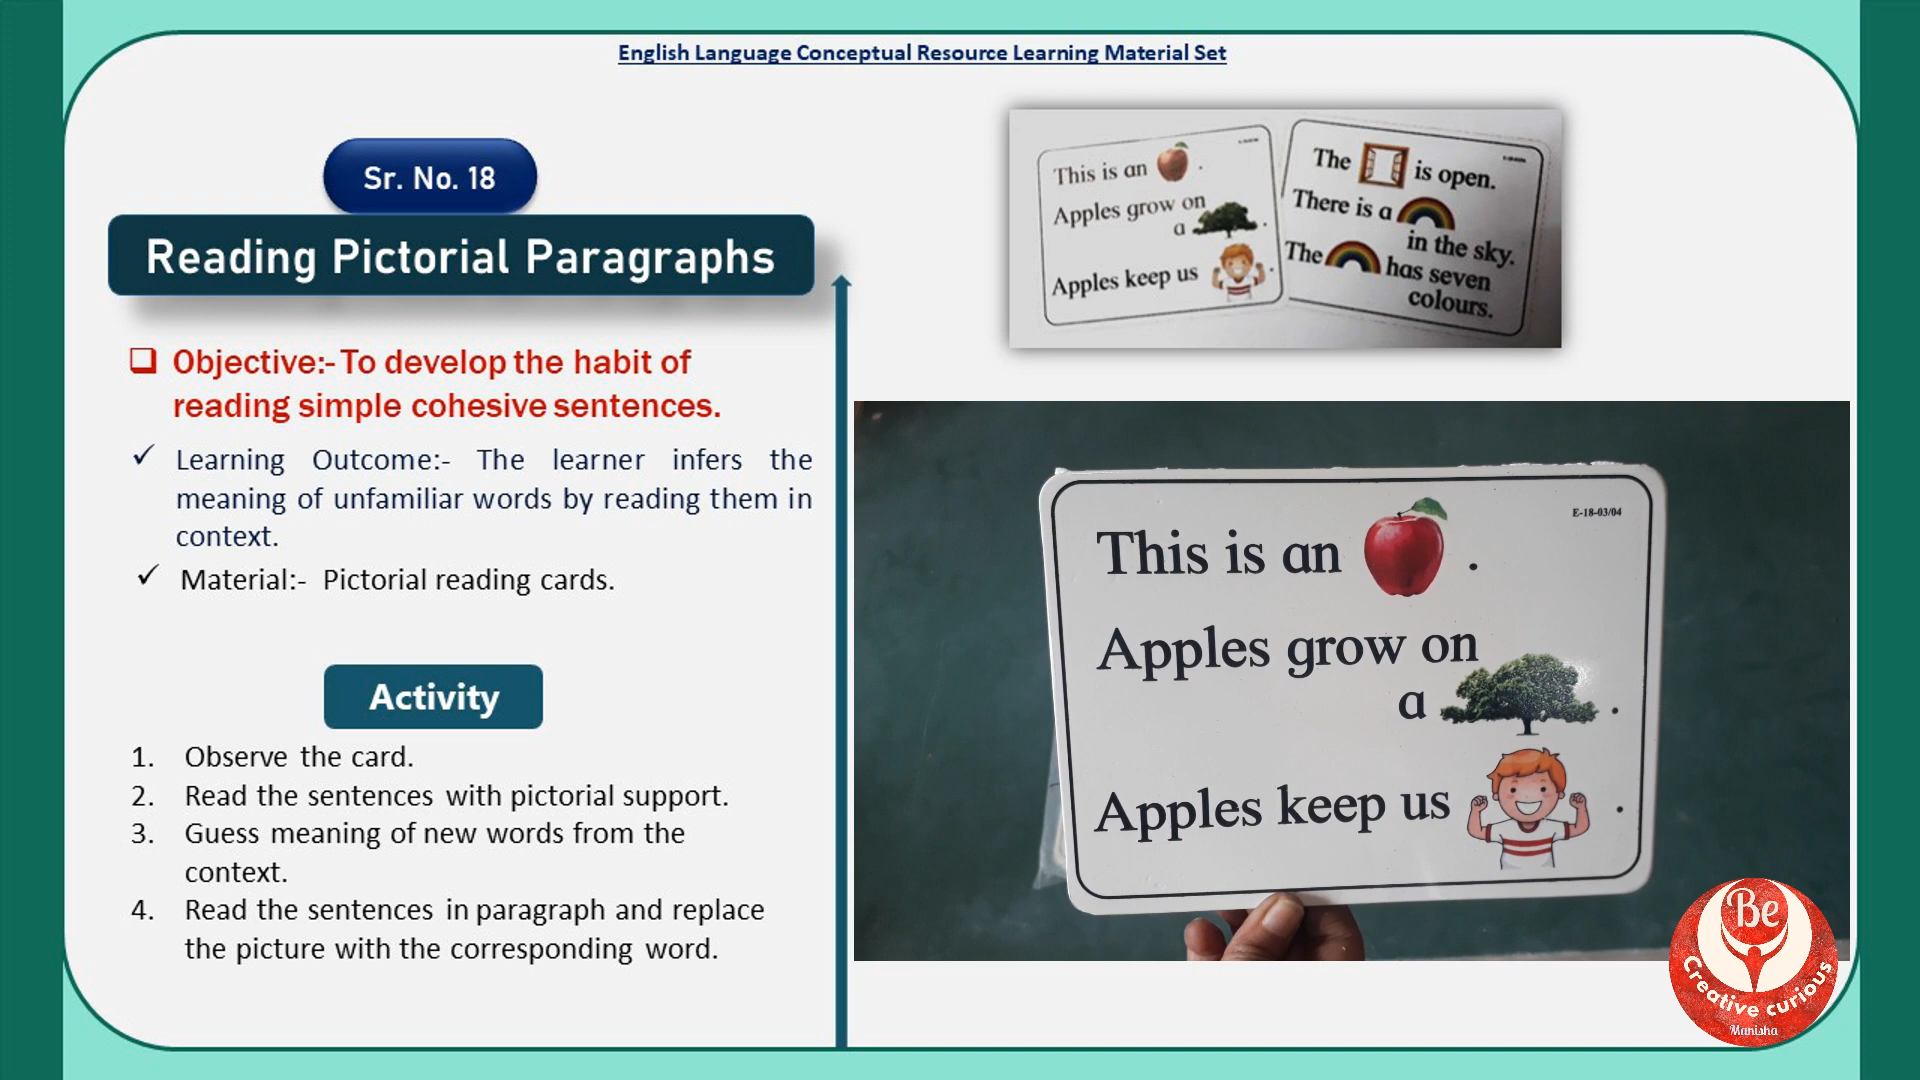 English Language Conceptual Resource Learning Material Set
Sr. No. 18
Reading Pictorial Paragraphs
Objective:- To develop the habit of
reading simple cohesive sentences.
Learning Outcome:- The learner infers the
meaning of unfamiliar words by reading them in
context.
Material:- Pictorial reading cards.
Activity
1. Observe the card.
2. Read the sentences with pictorial support.
3. Guess meaning of new words from the
context.
4. Read the sentences in paragraph and replace
the picture with the corresponding word.
This is an .
Apples grow on
a .
Apples keep us .
The is open.
There is a
in the sky.
The has seven
colours.
E-18-03/04
This is an .
Apples grow on
a .
Apples keep us .
Be
Creative curious
Manisha